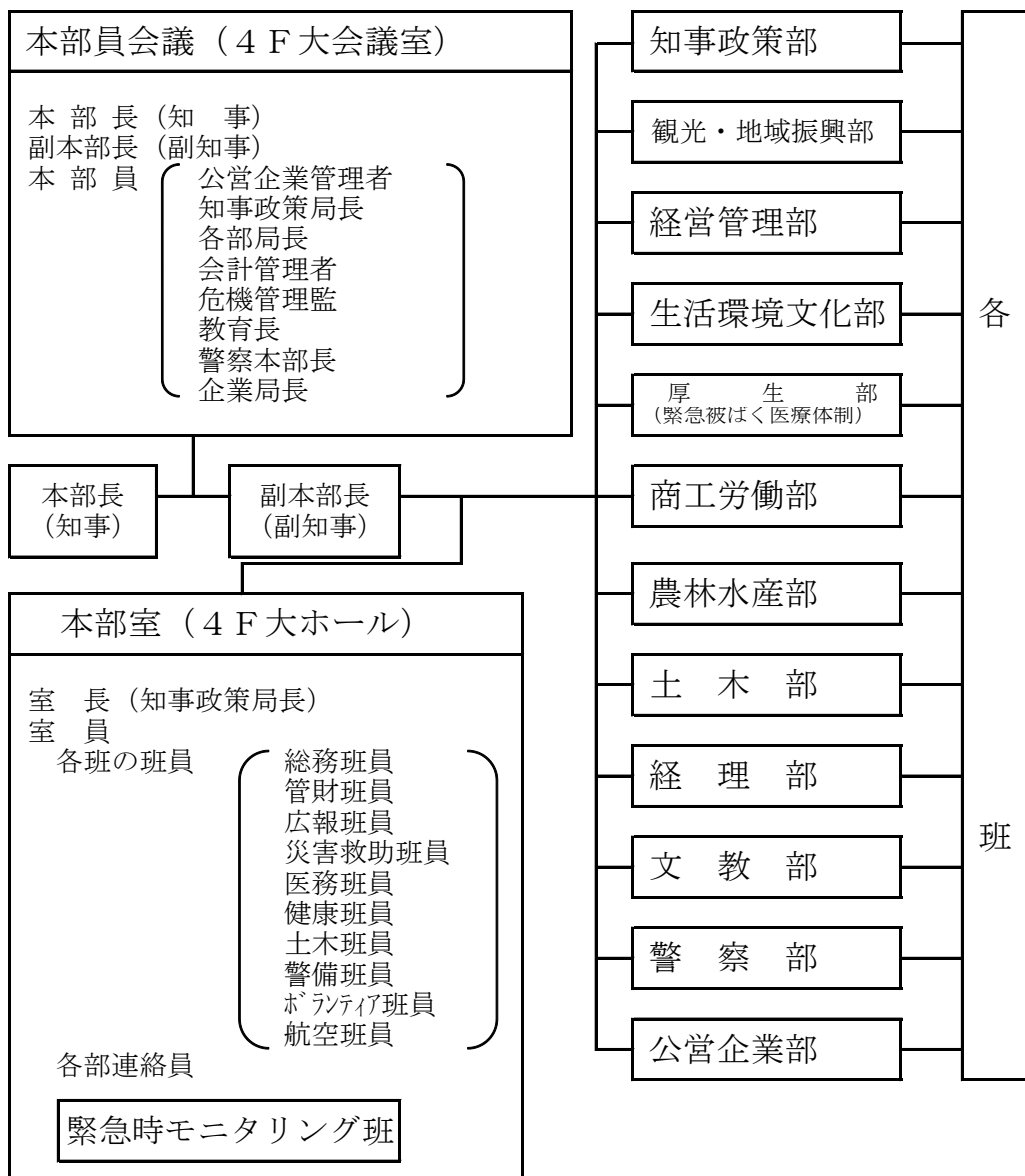 本部員会議（４Ｆ大会議室）
本 部 長（知　事）
副本部長（副知事）
本 部 員
公営企業管理者
知事政策局長
各部局長
会計管理者
危機管理監
教育長
警察本部長
企業局長
本部長
（知事）
副本部長
（副知事）
本部室（４Ｆ大ホール）
室　長（知事政策局長）
室　員
各班の班員
総務班員
管財班員
広報班員
災害救助班員
医務班員
健康班員
土木班員
警備班員
ﾎﾞﾗﾝﾃｨｱ班員
航空班員
各部連絡員
緊急時モニタリング班
知事政策部
観光・地域振興部
経営管理部
生活環境文化部
厚　生　部
（緊急被ばく医療体制）
商工労働部
農林水産部
土　木　部
経　理　部
文　教　部
警　察　部
公営企業部
各
班